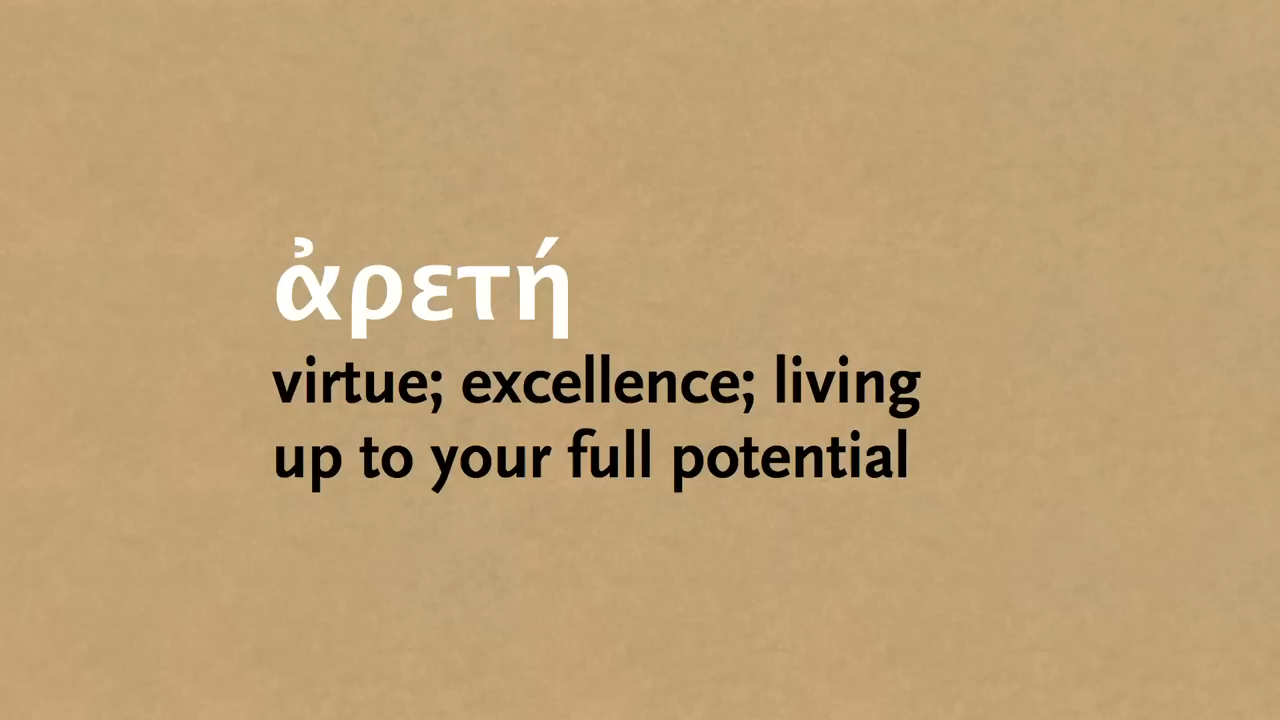 ἀρετή
virtue; excellence; living
up to your full potential